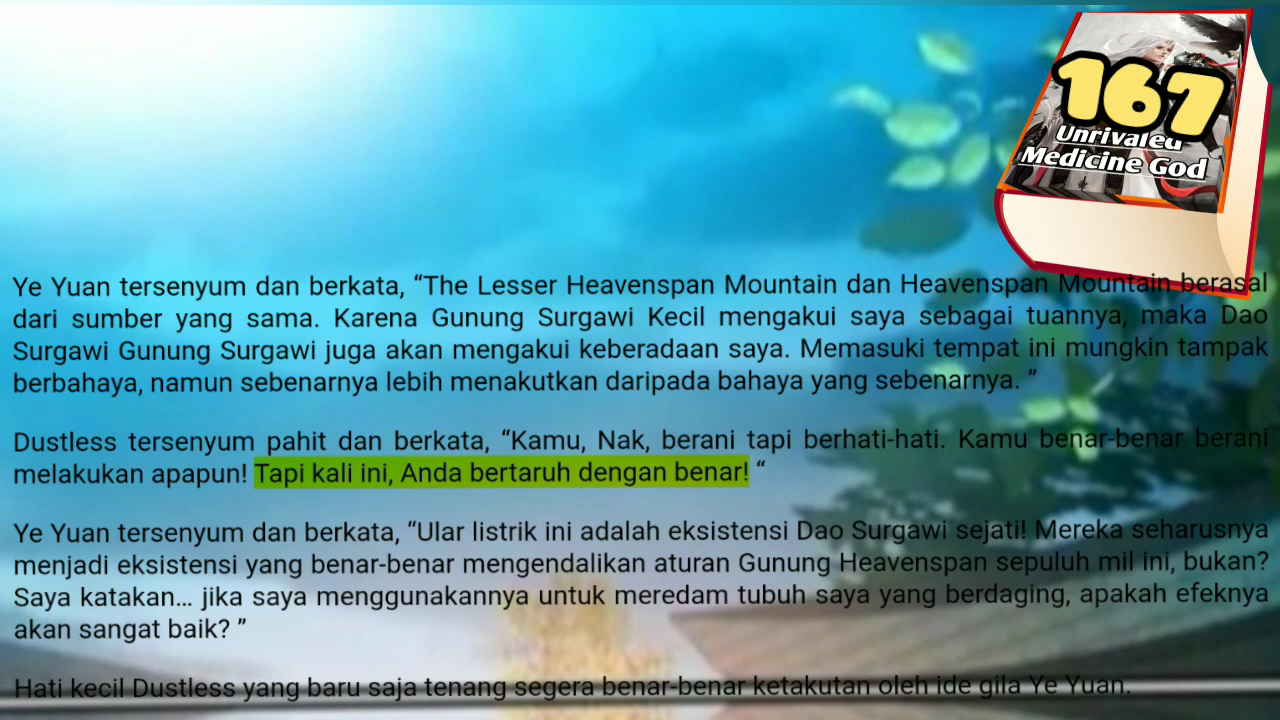 167
Unrivaled
Medicine God
Ye Yuan tersenyum dan berkata, “The Lesser Heavenspan Mountain dan Heavenspan Mountain berasal
dari sumber yang sama. Karena Gunung Surgawi Kecil mengakui saya sebagai tuannya, maka Dao
Surgawi Gunung Surgawi juga akan mengakui keberadaan saya. Memasuki tempat ini mungkin tampak
berbahaya, namun sebenarnya lebih menakutkan daripada bahaya yang sebenarnya. ”
Dustless tersenyum pahit dan berkata, “Kamu, Nak, berani tapi berhati-hati. Kamu benar-benar berani
melakukan apapun! Tapi kali ini, Anda bertaruh dengan benar! “
Ye Yuan tersenyum dan berkata, “Ular listrik ini adalah eksistensi Dao Surgawi sejati! Mereka seharusnya
menjadi eksistensi yang benar-benar mengendalikan aturan Gunung Heavenspan sepuluh mil ini, bukan?
Saya katakan… jika saya menggunakannya untuk meredam tubuh saya yang berdaging, apakah efeknya
akan sangat baik? ”
Hati kecil Dustless yang baru saja tenang segera benar-benar ketakutan oleh ide gila Ye Yuan.